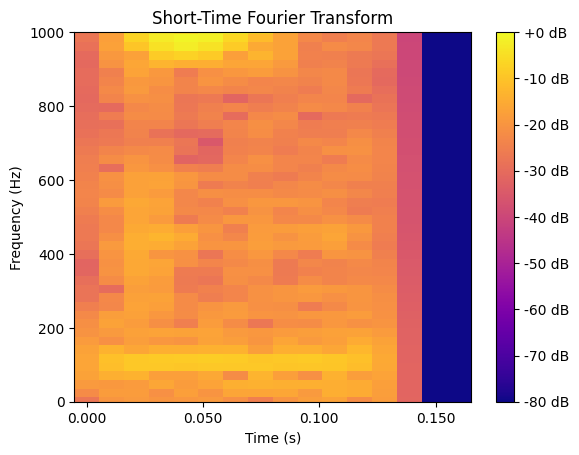 Short-Time Fourier Transform
Frequency (Hz)
1000
800
600
400
200
0
0.000
0.050
0.100
0.150
Time (s)
+0 dB
-10 dB
-20 dB
-30 dB
-40 dB
-50 dB
-60 dB
-70 dB
-80 dB